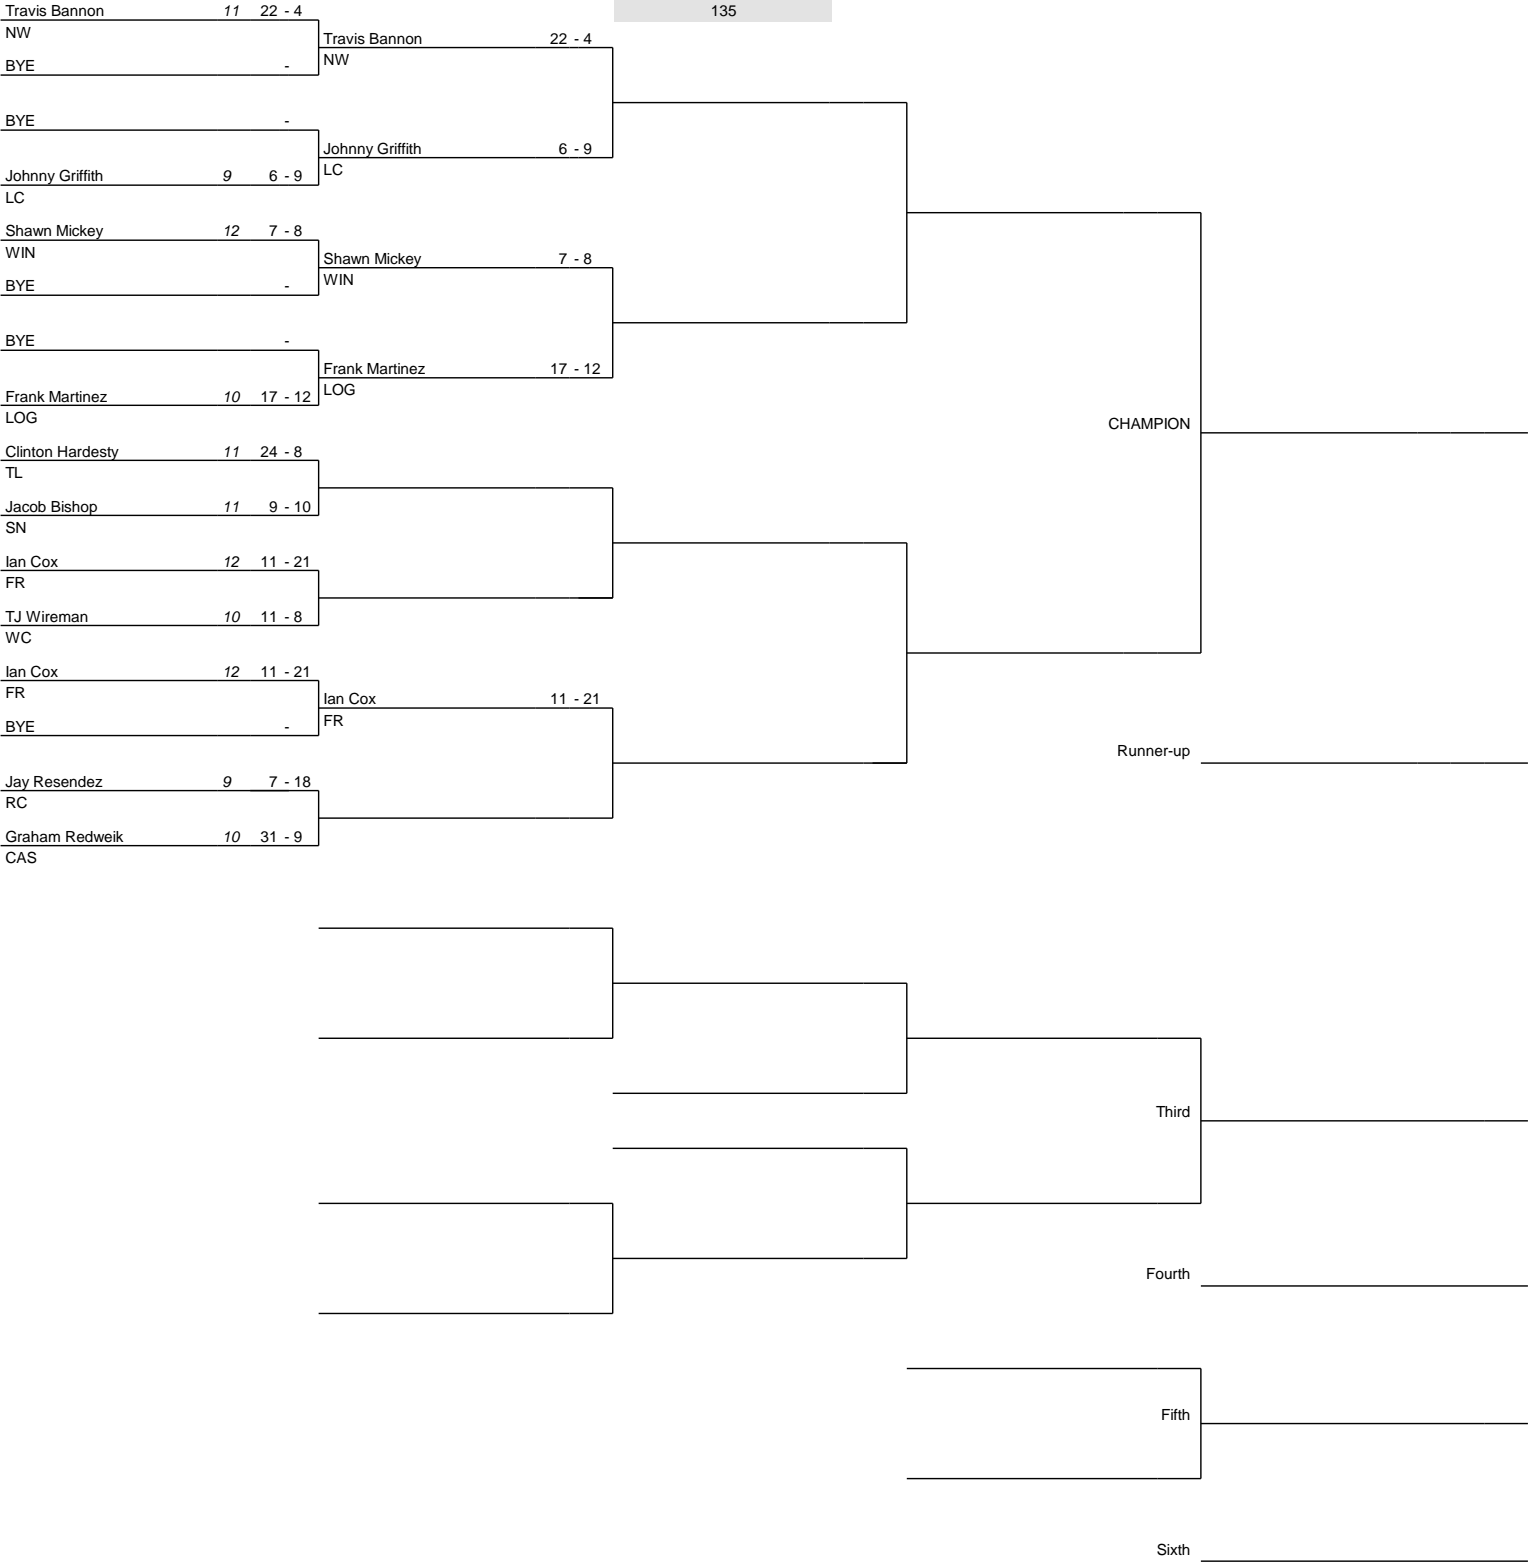 135
Travis Bannon 11 22 - 4
NW
BYE -
Travis Bannon 22 - 4
NW
BYE -
Johnny Griffith 9 6 - 9
LC
Johnny Griffith 6 - 9
LC
Shawn Mickey 12 7 - 8
WIN
BYE -
Shawn Mickey 7 - 8
WIN
BYE -
Frank Martinez 10 17 - 12
LOG
Frank Martinez 17 - 12
LOG
Clinton Hardesty 11 24 - 8
TL
Jacob Bishop 11 9 - 10
SN
Ian Cox 12 11 - 21
FR
TJ Wireman 10 11 - 8
WC
Ian Cox 12 11 - 21
FR
BYE -
Ian Cox 11 - 21
FR
Jay Resendez 9 7 - 18
RC
Graham Redweik 10 31 - 9
CAS
CHAMPION
Runner-up
Third
Fourth
Fifth
Sixth